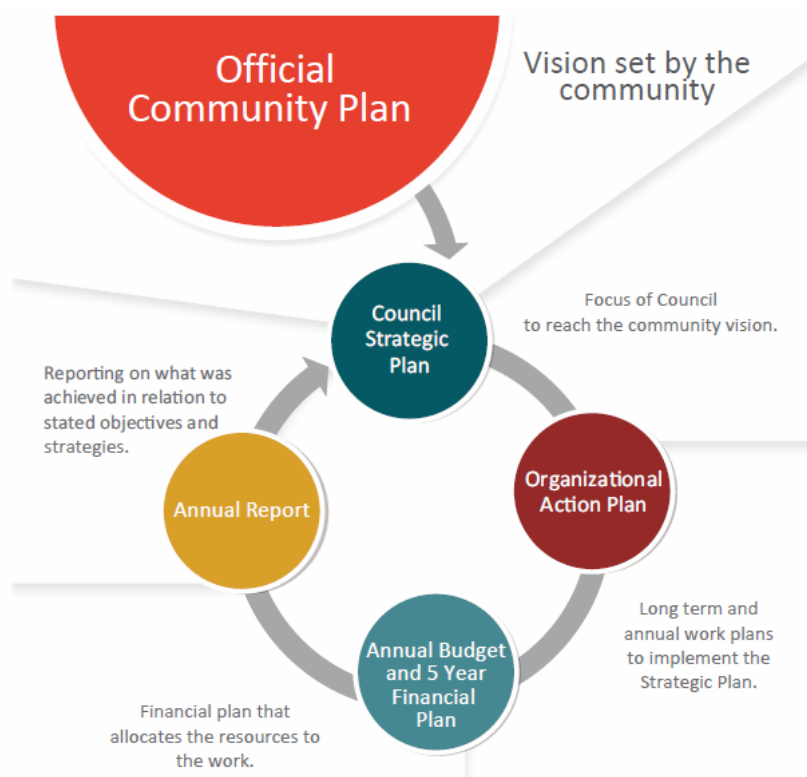 Official
Community Plan
Vision set by the
community
Council
Strategic
Plan
Focus of Council
to reach the community vision.
Reporting on what was
achieved in relation to
stated objectives and
strategies.
Annual Report
Organizational
Action Plan
Annual Budget
and 5 Year
Financial
Plan
Long term and
annual work plans
to implement the
Strategic Plan.
Financial plan that
allocates the resources to
the work.